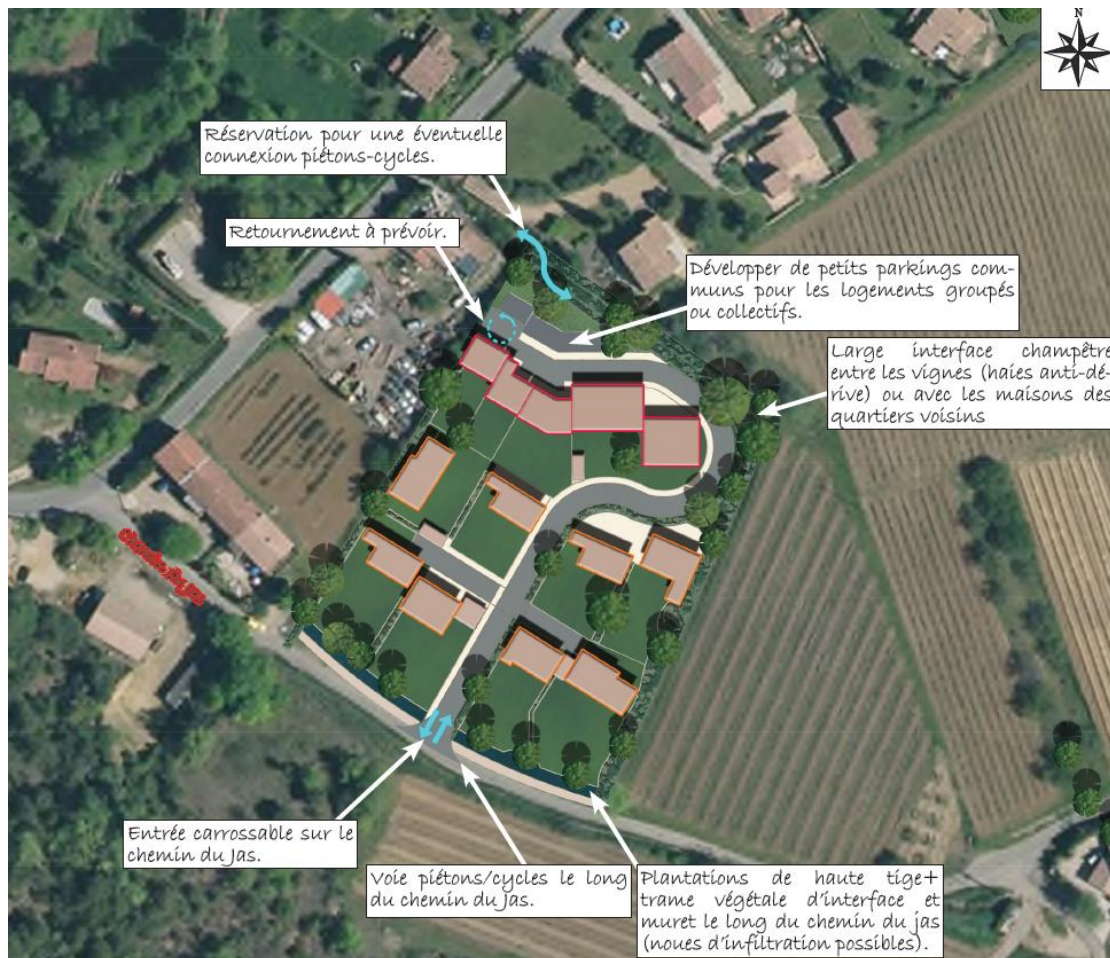 N
Réservation pour une éventuelle
connexion piétons-cycles.
Retournement à prévoir.
Développer de petits parkings com-
muns pour les logements groupés
ou collectifs.
Large interface champêtre
entre les vignes (haies anti-dé-
rive) ou avec les maisons des
quartiers voisins
Chemin du Jas
Entrée carrossable sur le
chemin du Jas.
Voie piétons/cycles le long
du chemin du Jas.
Plantations de haute tige+
trame végétale d'interface et
muret le long du chemin du jas
(noues d'infiltration possibles).